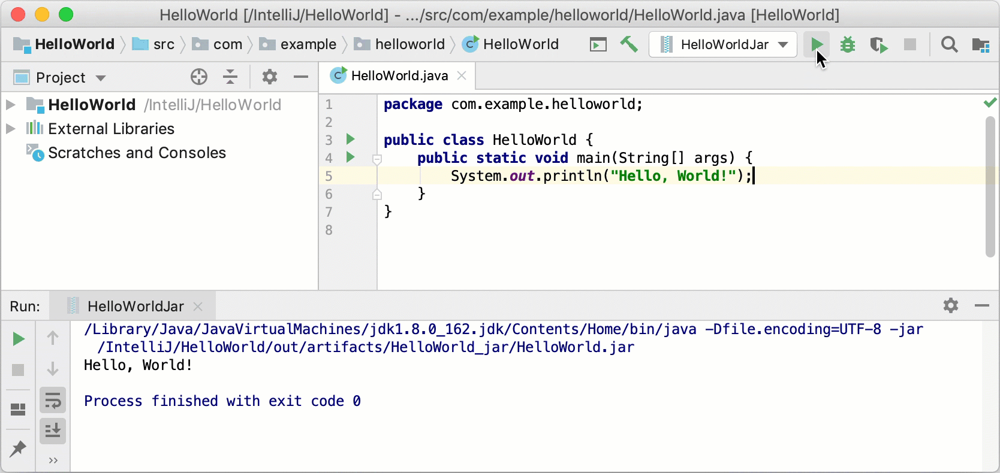 HelloWorld [/IntelliJ/HelloWorld] - .../src/com/example/helloworld/HelloWorld.java [HelloWorld]
HelloWorld src com example helloworld HelloWorld HelloWorldJar
Project
HelloWorld.java
HelloWorld /IntelliJ/HelloWorld
External Libraries
Scratches and Consoles
1 package com.example.helloworld;
2
3 public class HelloWorld {
4     public static void main(String[] args) {
5         System.out.println("Hello, World!");
6     }
7 }
8
Run: HelloWorldJar
/Library/Java/JavaVirtualMachines/jdk1.8.0_162.jdk/Contents/Home/bin/java -Dfile.encoding=UTF-8 -jar
/IntelliJ/HelloWorld/out/artifacts/HelloWorld_jar/HelloWorld.jar
Hello, World!
Process finished with exit code 0